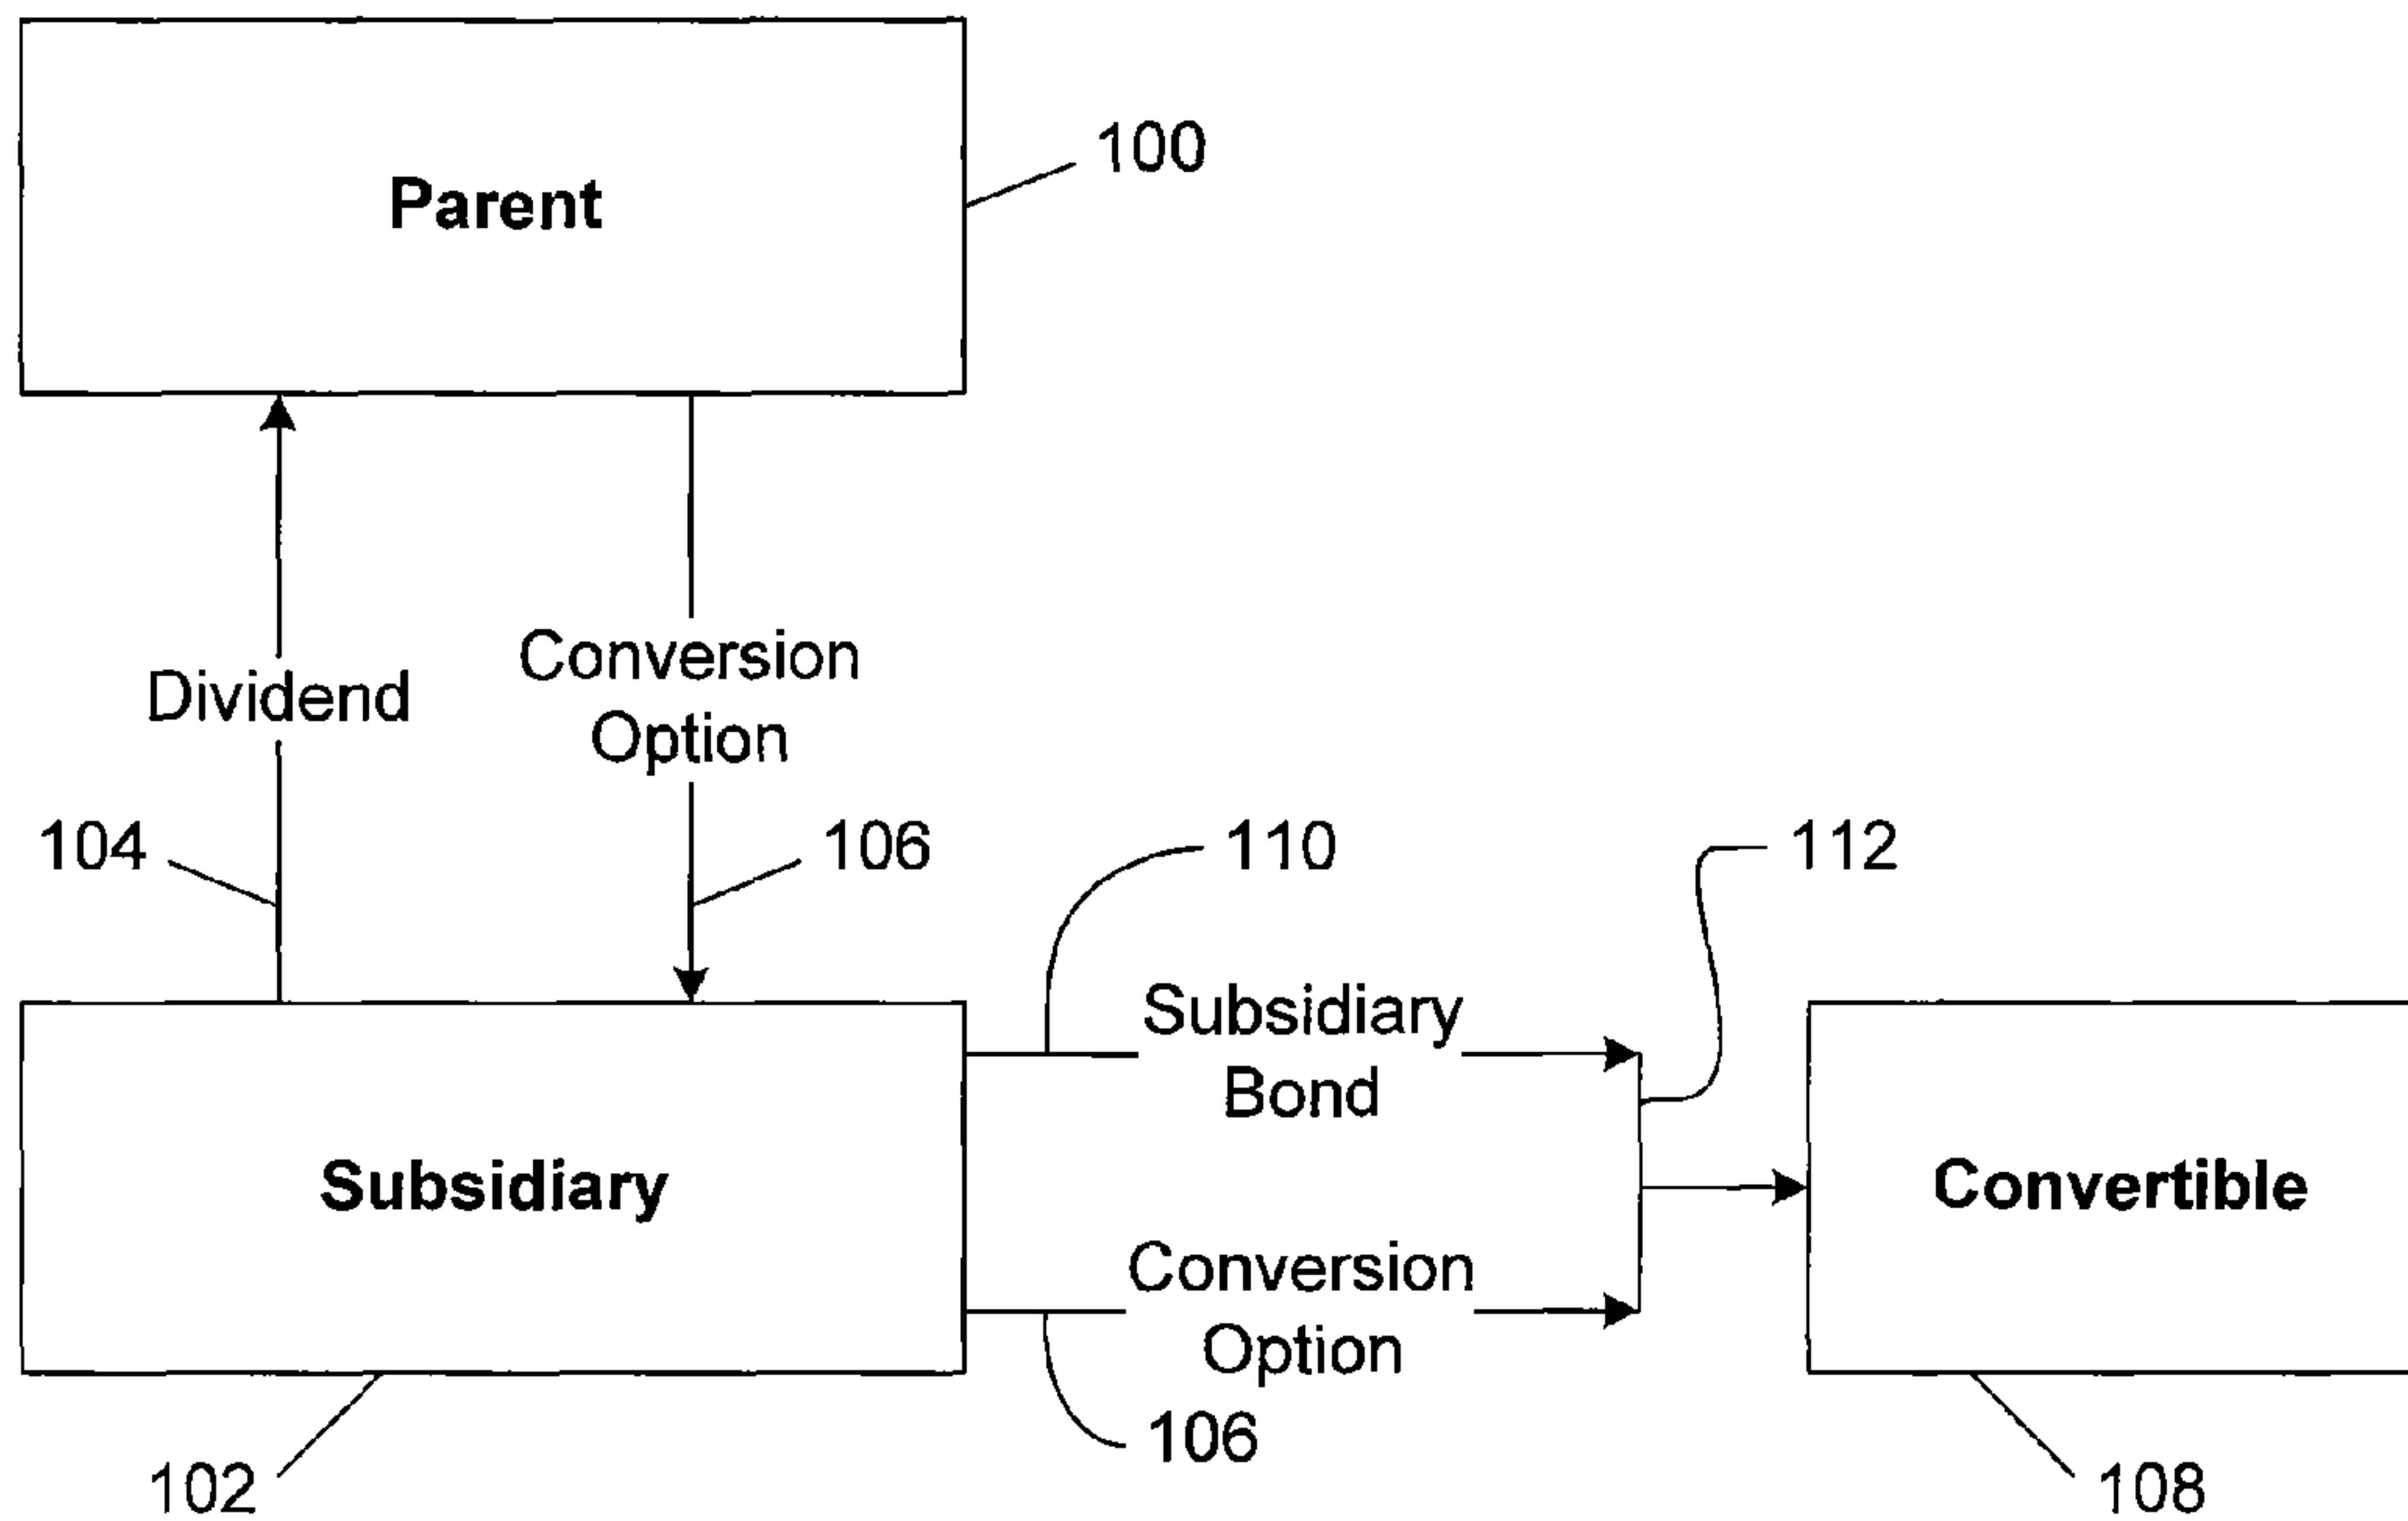 Parent
100
Dividend
Conversion
Option
104
106
110
112
Subsidiary
Bond
Subsidiary
Convertible
Conversion
Option
106
102
108